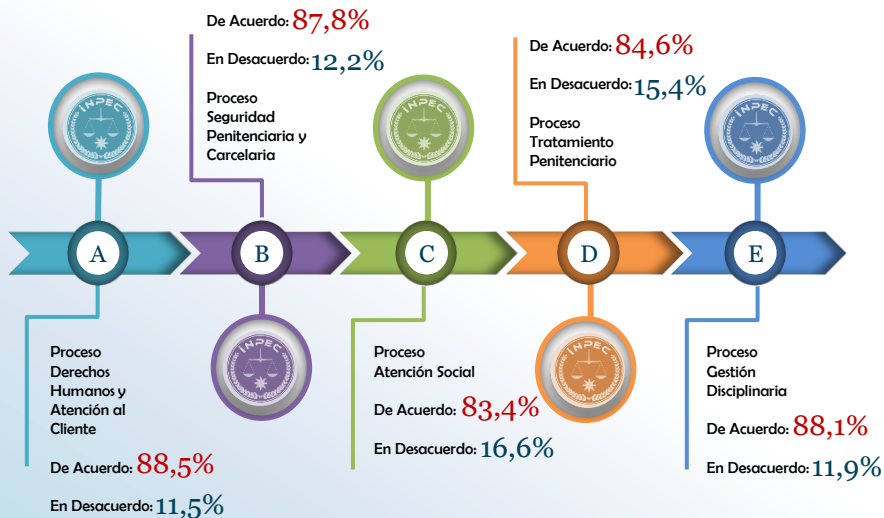 De Acuerdo: 87,8%
En Desacuerdo: 12,2%
Proceso
Seguridad
Penitenciaria y
Carcelaria
De Acuerdo: 84,6%
En Desacuerdo: 15,4%
Proceso
Tratamiento
Penitenciario
INPEC
INPEC
INPEC
A
B
C
D
E
INPEC
INPEC
Proceso
Derechos
Humanos y
Atención al
Cliente
De Acuerdo: 88,5%
En Desacuerdo: 11,5%
Proceso
Atención Social
De Acuerdo: 83,4%
En Desacuerdo: 16,6%
Proceso
Gestión
Disciplinaria
De Acuerdo: 88,1%
En Desacuerdo: 11,9%